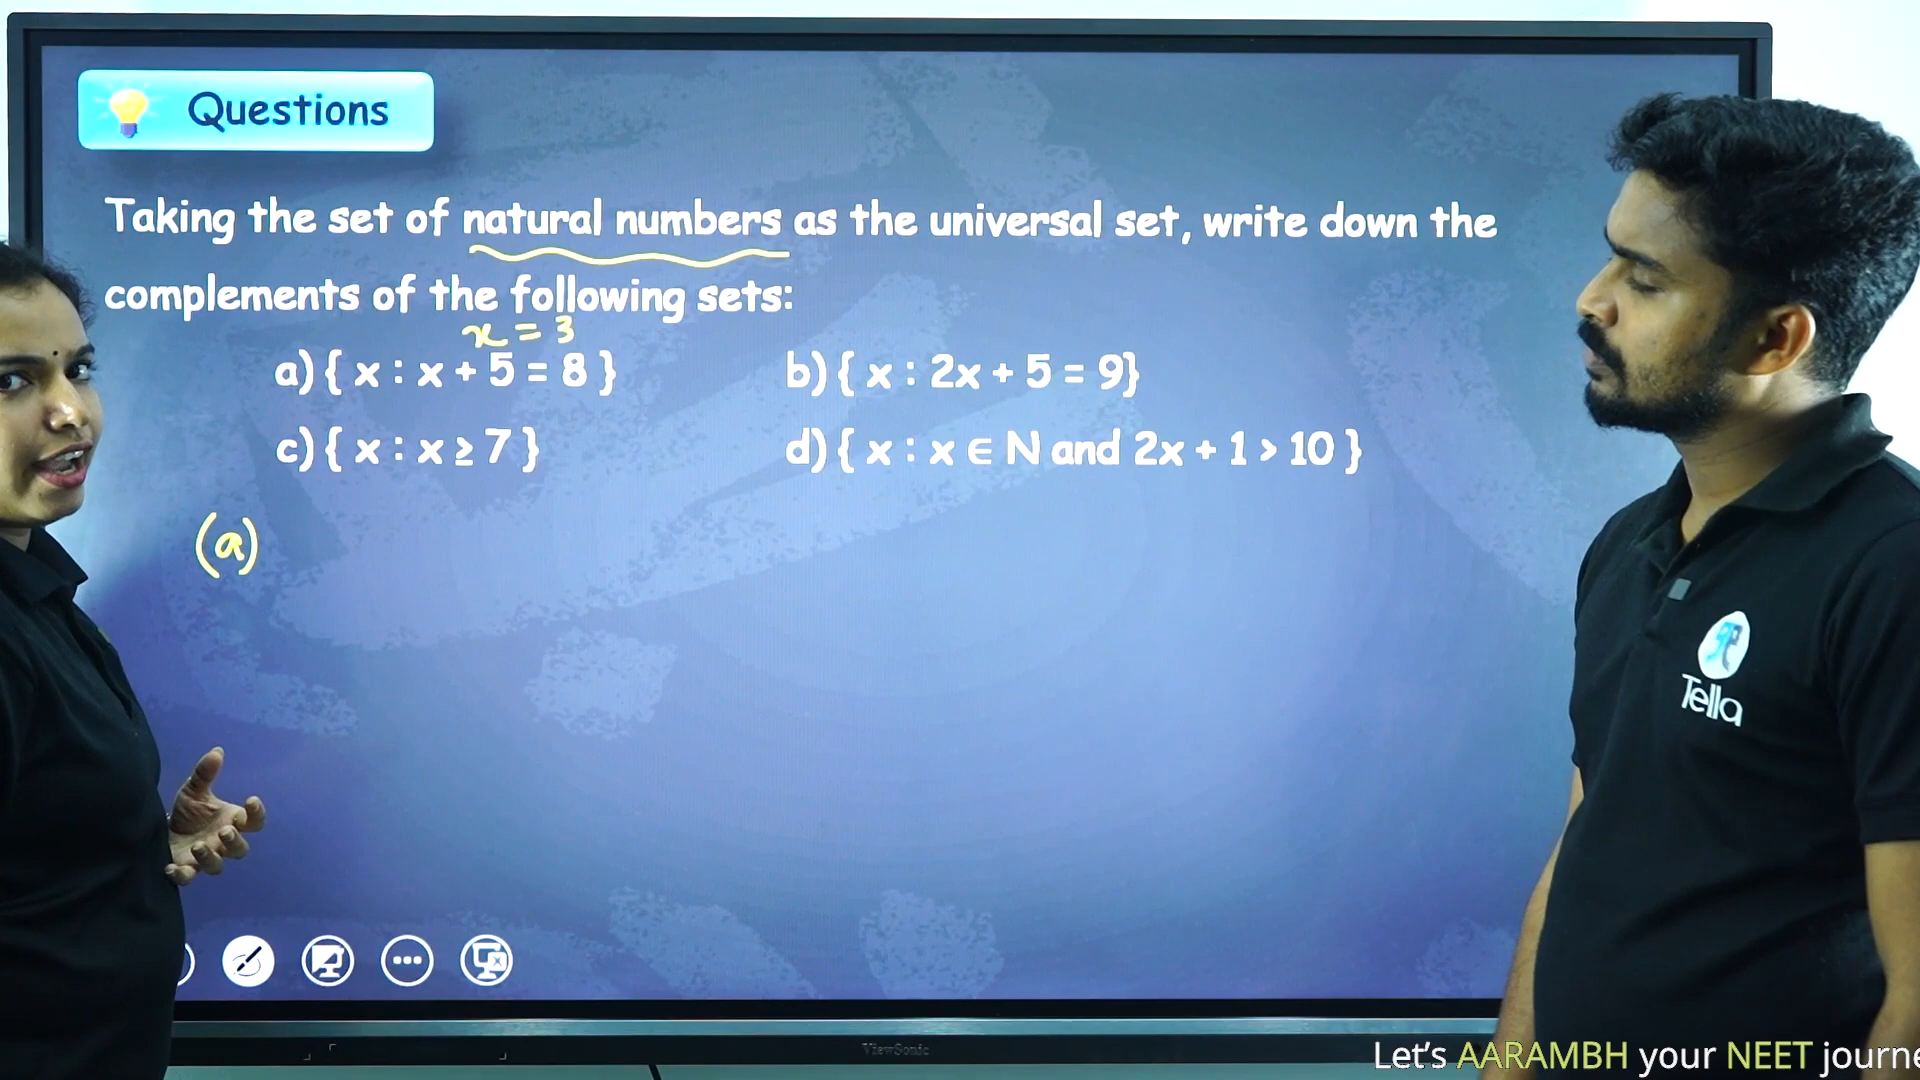 Questions
Taking the set of natural numbers as the universal set, write down the
complements of the following sets:
x = 3
a) { x : x + 5 = 8 }
b) { x : 2x + 5 = 9}
c) { x : x ≥ 7 }
d) { x : x ∈ N and 2x + 1 > 10 }
(a)
Tella
ViewSonic
Let's AARAMBH your NEET journe